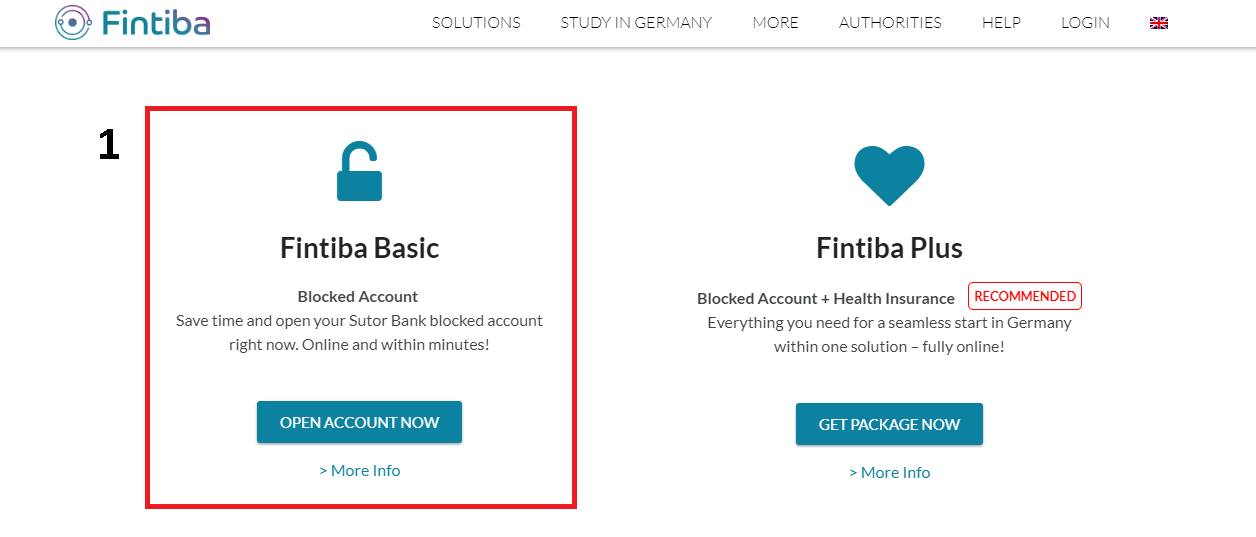 Fintiba
SOLUTIONS STUDY IN GERMANY MORE AUTHORITIES HELP LOGIN
1
Fintiba Basic
Blocked Account
Save time and open your Sutor Bank blocked account
right now. Online and within minutes!
OPEN ACCOUNT NOW
> More Info
Fintiba Plus
Blocked Account + Health Insurance RECOMMENDED
Everything you need for a seamless start in Germany
within one solution – fully online!
GET PACKAGE NOW
> More Info